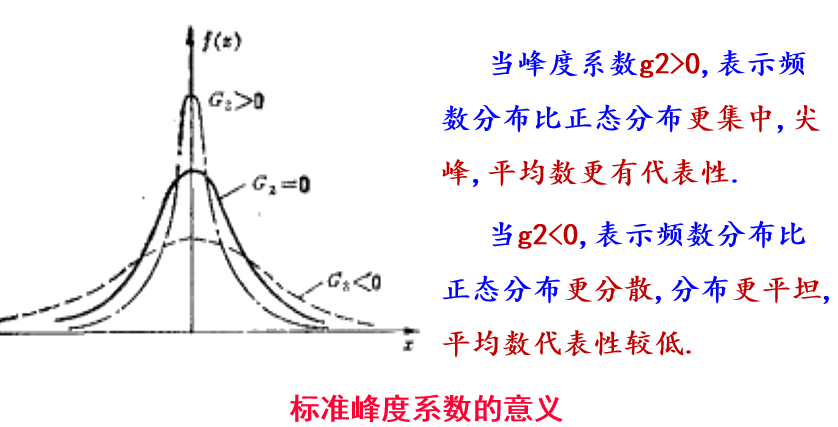 f(x)
G₂>0
G₂=0
G₂<0
x
当峰度系数g2>0,表示频
数分布比正态分布更集中,尖
峰,平均数更有代表性.
当g2<0,表示频数分布比
正态分布更分散,分布更平坦,
平均数代表性较低.
标准峰度系数的意义